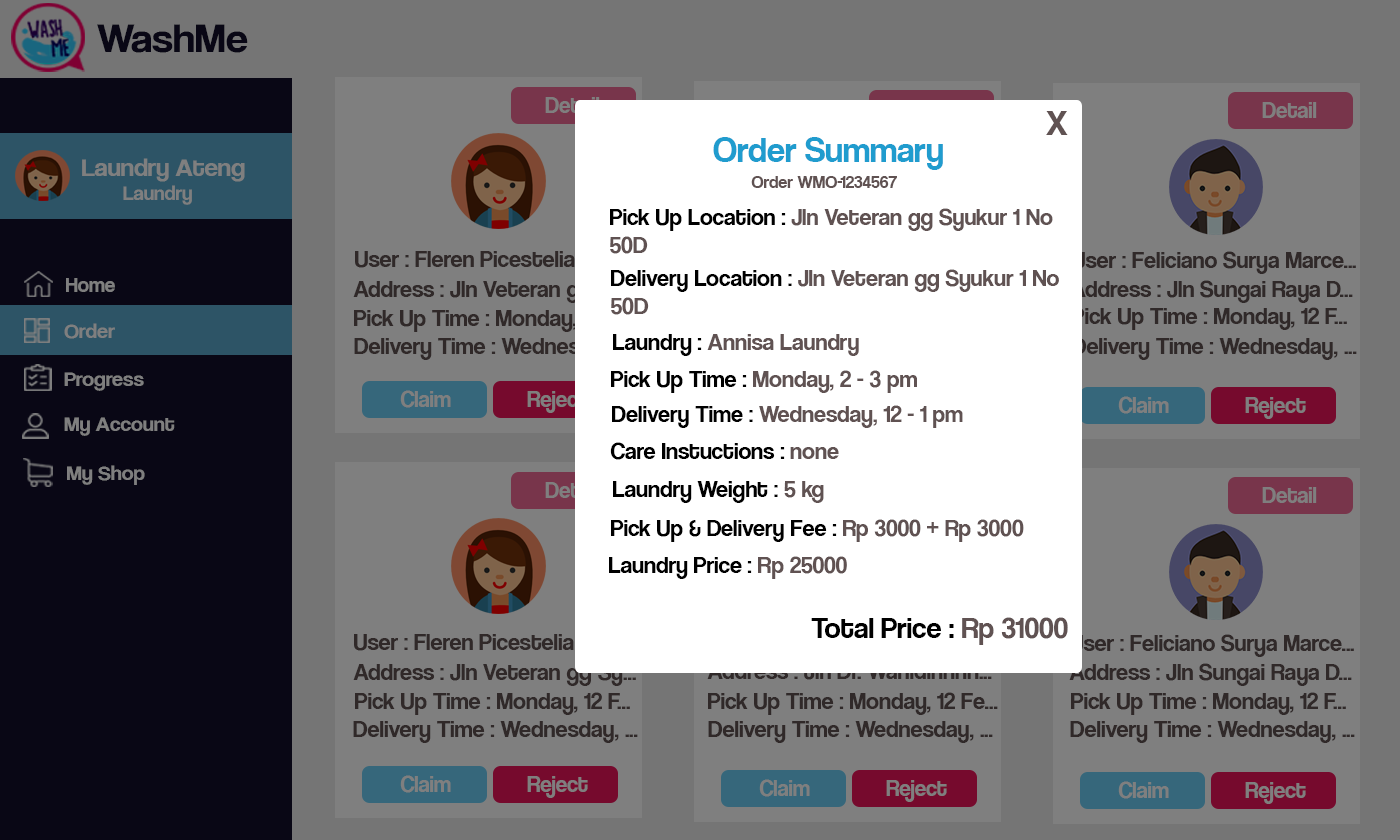 WASH
ME
WashMe
Laundry Ateng
Laundry
Home
Order
Progress
My Account
My Shop
User : Fleren Picestelia
Address : Jln Veteran
Pick Up Time : Monday,
Delivery Time :
Claim
Detail
User : Feliciano Surya Marce...
Address : Jln Sungai Raya D...
Pick Up Time : Monday, 12 F...
Delivery Time : Wednesday, ...
Claim
Reject
X
Order Summary
Order WMO-1234567
Pick Up Location : Jln Veteran gg Syukur 1 No
50D
Delivery Location : Jln Veteran gg Syukur 1 No
50D
Laundry : Annisa Laundry
Pick Up Time : Monday, 2 - 3 pm
Delivery Time : Wednesday, 12 - 1 pm
Care Instuctions : none
Laundry Weight : 5 kg
Pick Up & Delivery Fee : Rp 3000 + Rp 3000
Laundry Price : Rp 25000
Total Price : Rp 31000
User : Fleren Picestelia
Address : Jln Veteran gg Sy...
Pick Up Time : Monday, 12 F...
Delivery Time : Wednesday, ...
Claim
Reject
Pick Up Time : Monday, 12 Fe...
Delivery Time : Wednesday, ...
Claim
Reject
Detail
User : Feliciano Surya Marce...
Address : Jln Sungai Raya D...
Pick Up Time : Monday, 12 F...
Delivery Time : Wednesday, ...
Claim
Reject